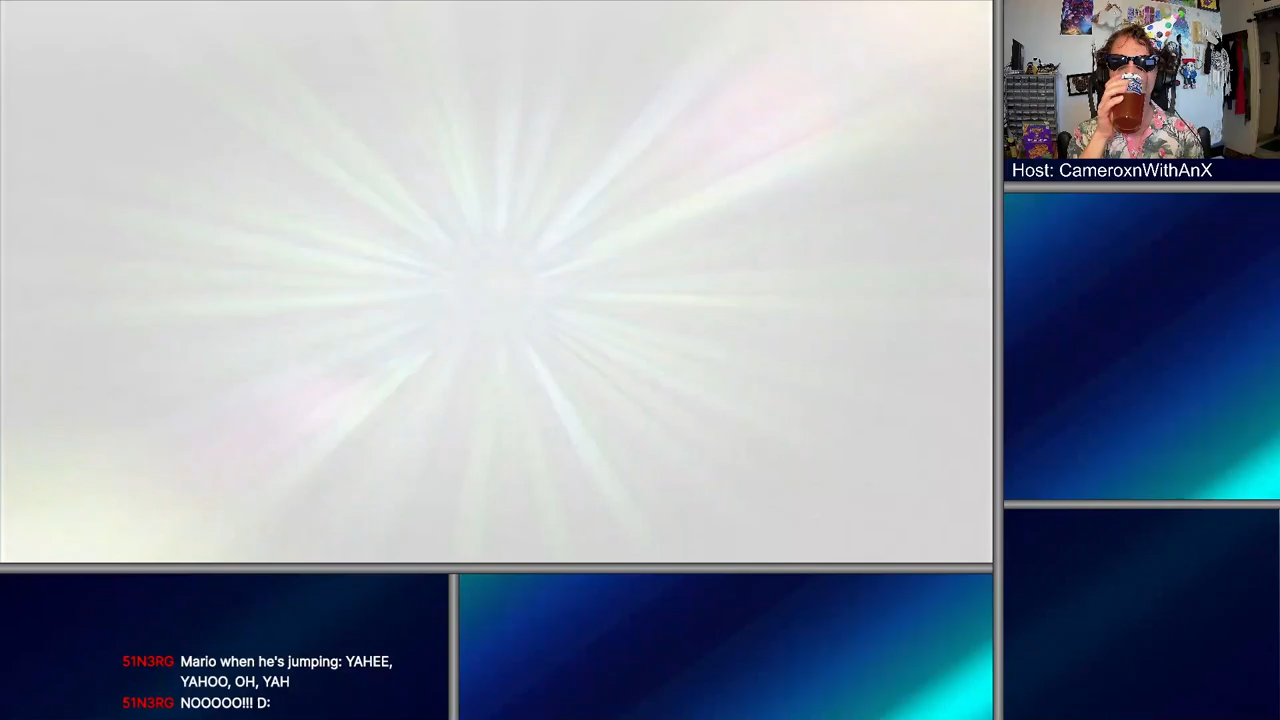 Host: CameroxnWithAnX
51N3RG Mario when he's jumping: YAHEE,
YAHOO, OH, YAH
51N3RG NOOOOO!!! D: